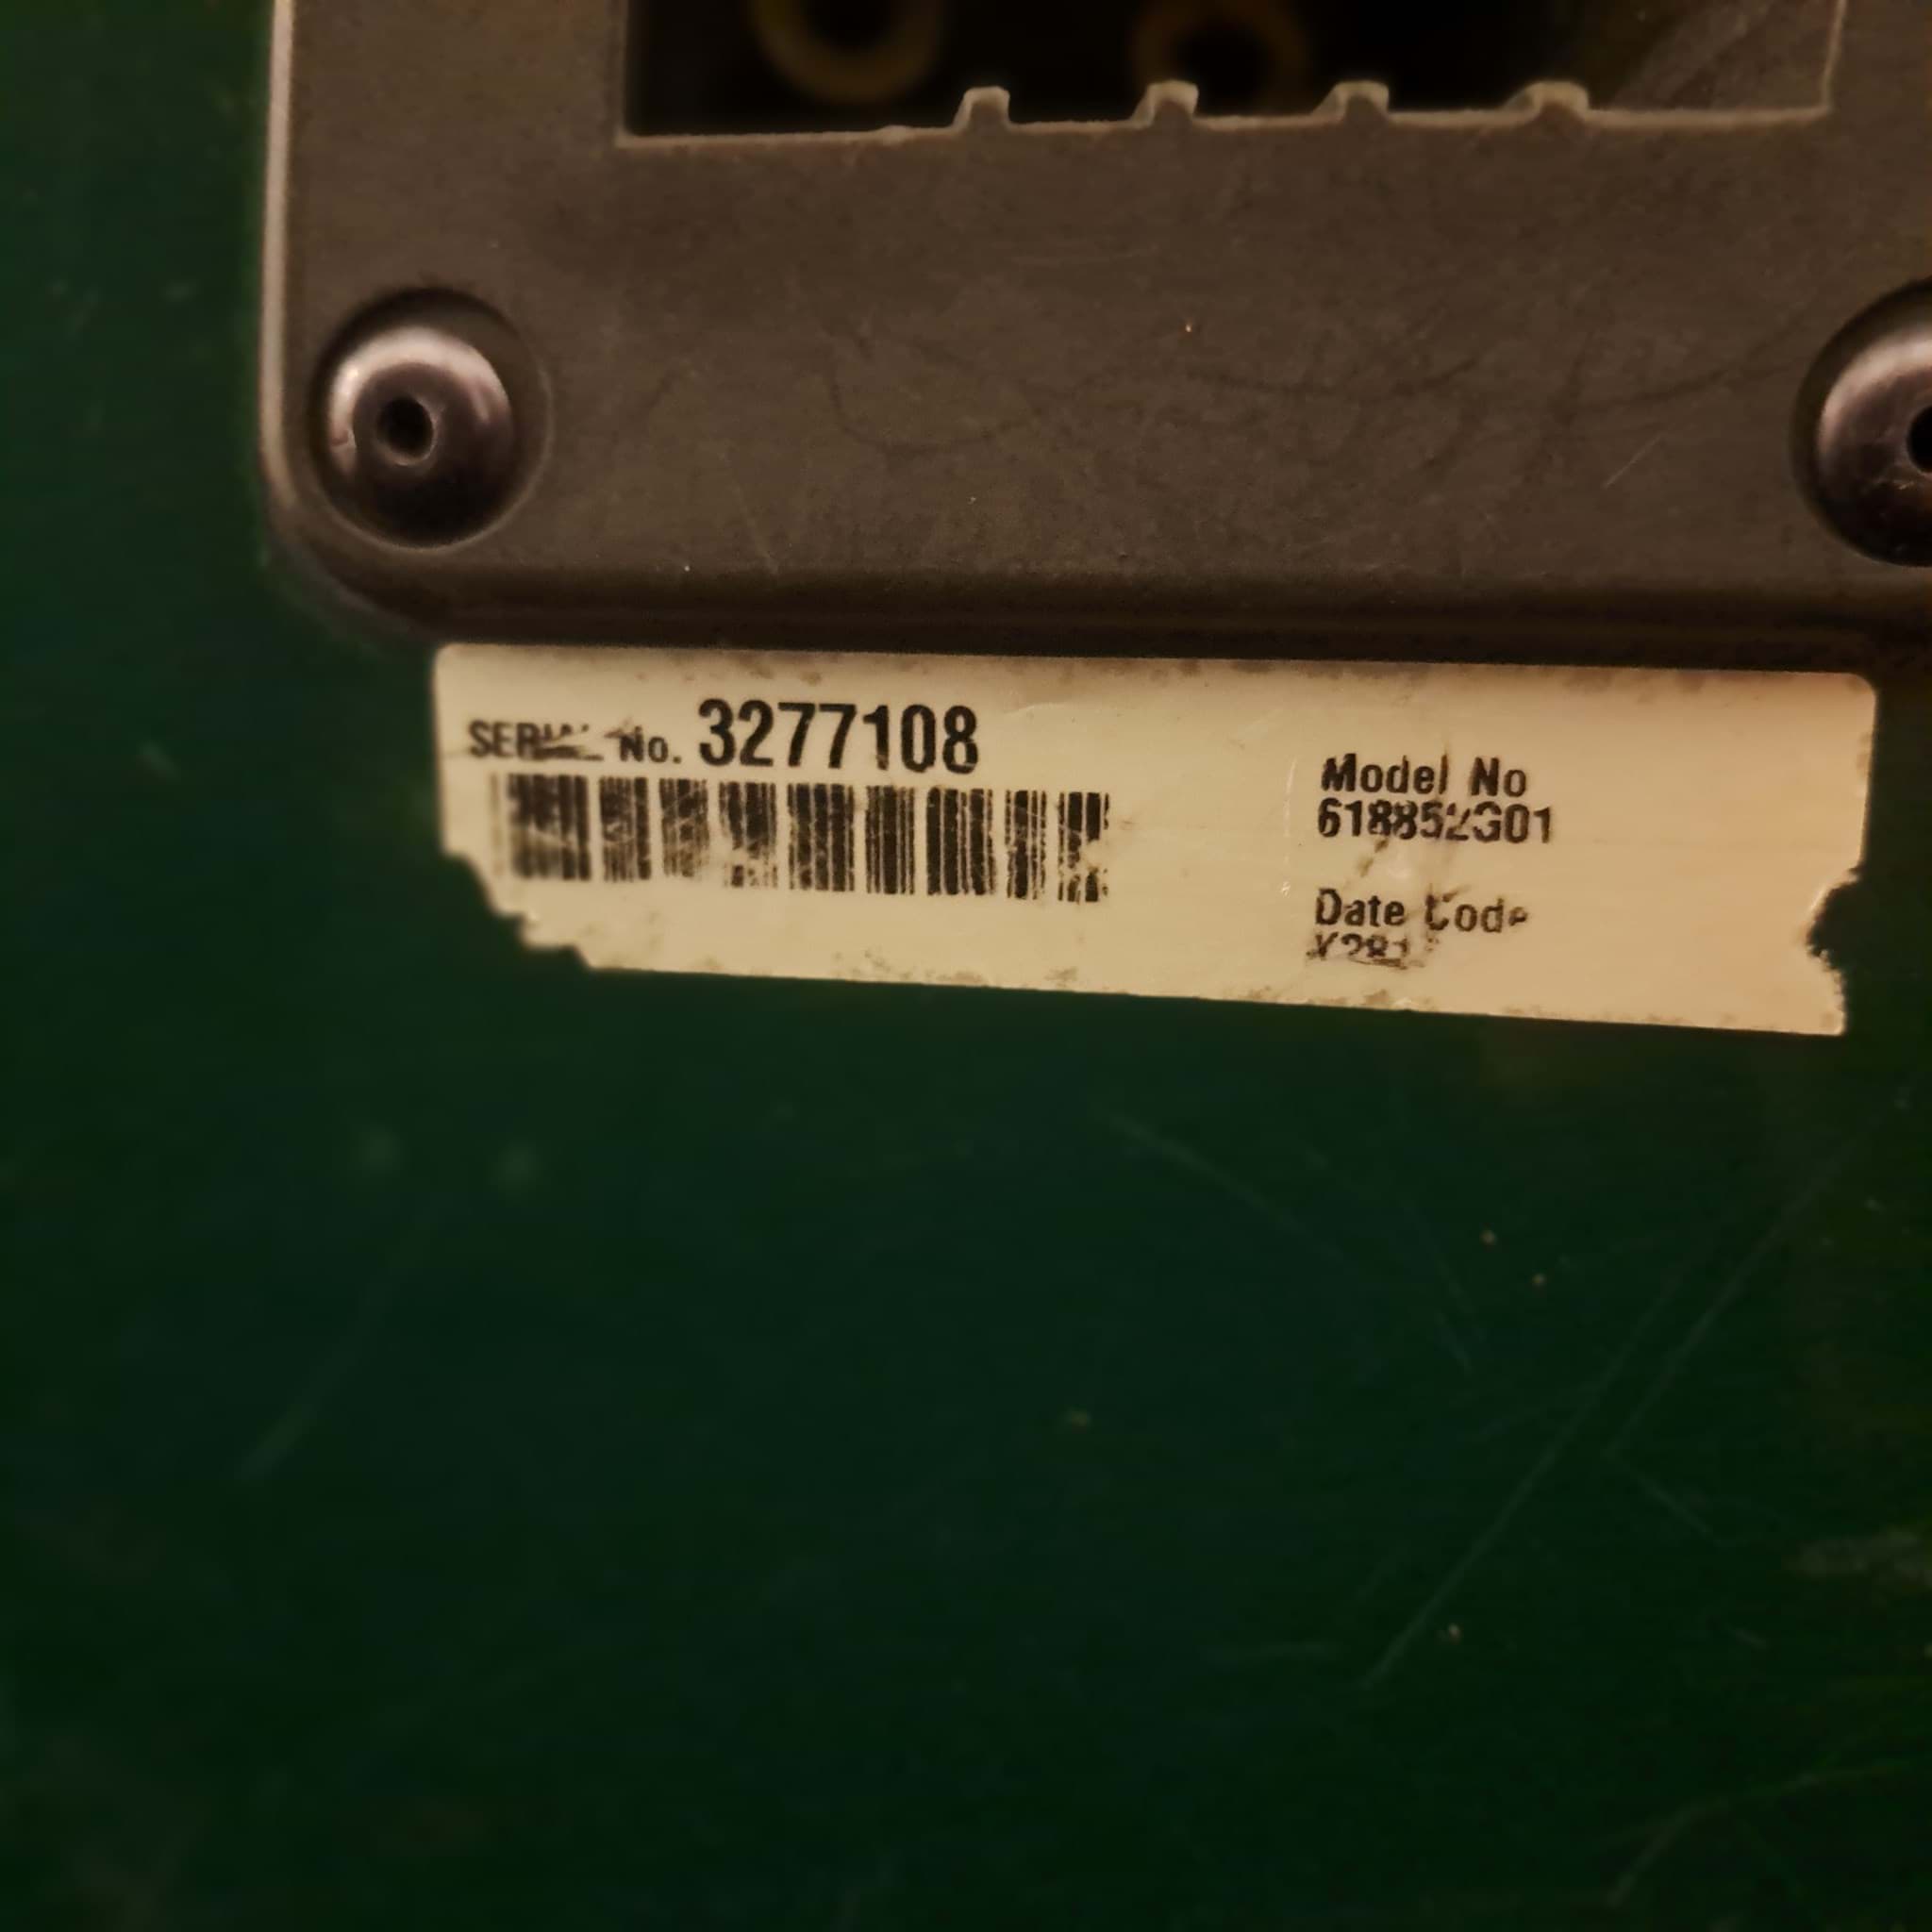 SERIAL No. 3277108
Model No
618852G01
Date Code